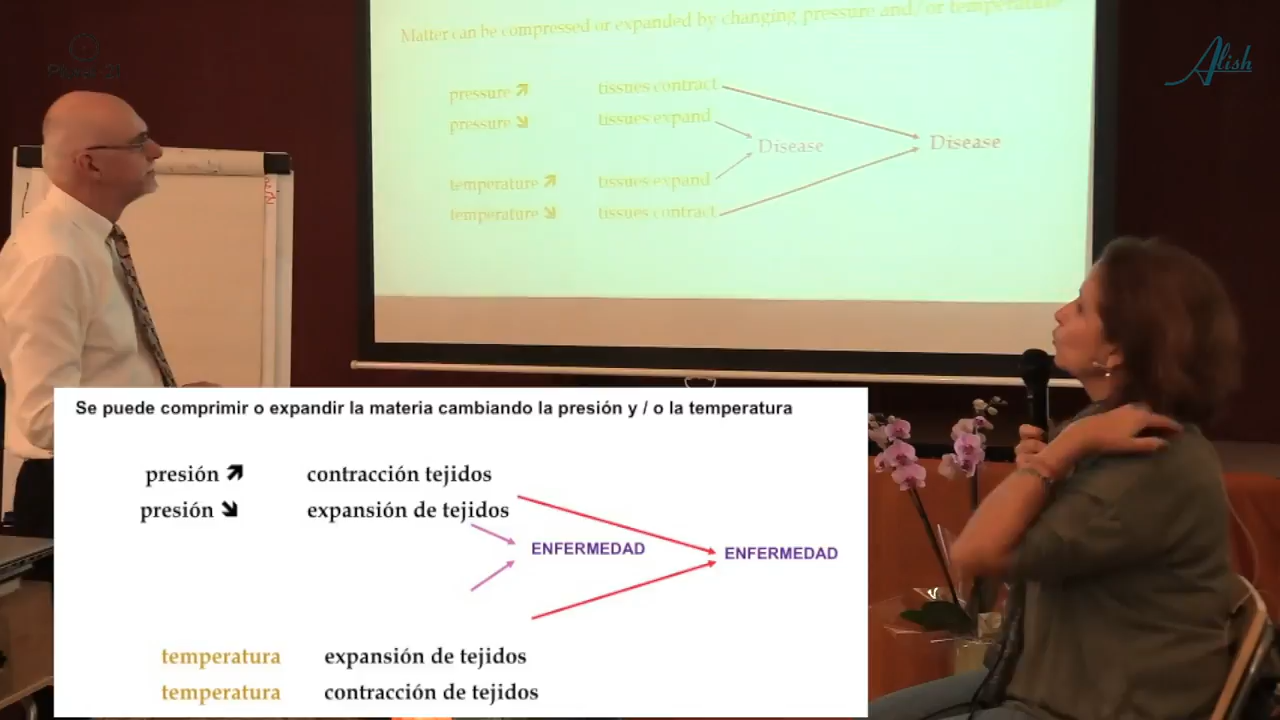 Matter can be compressed or expanded by changing pressure and / or temperature
Alish
pressure ↗ tissues contract
pressure ↘ tissues expand
Disease Disease
temperature ↗ tissues expand
temperature ↘ tissues contract
Se puede comprimir o expandir la materia cambiando la presión y / o la temperatura
presión ↗ contracción tejidos
presión ↘ expansión de tejidos
ENFERMEDAD ENFERMEDAD
temperatura expansión de tejidos
temperatura contracción de tejidos